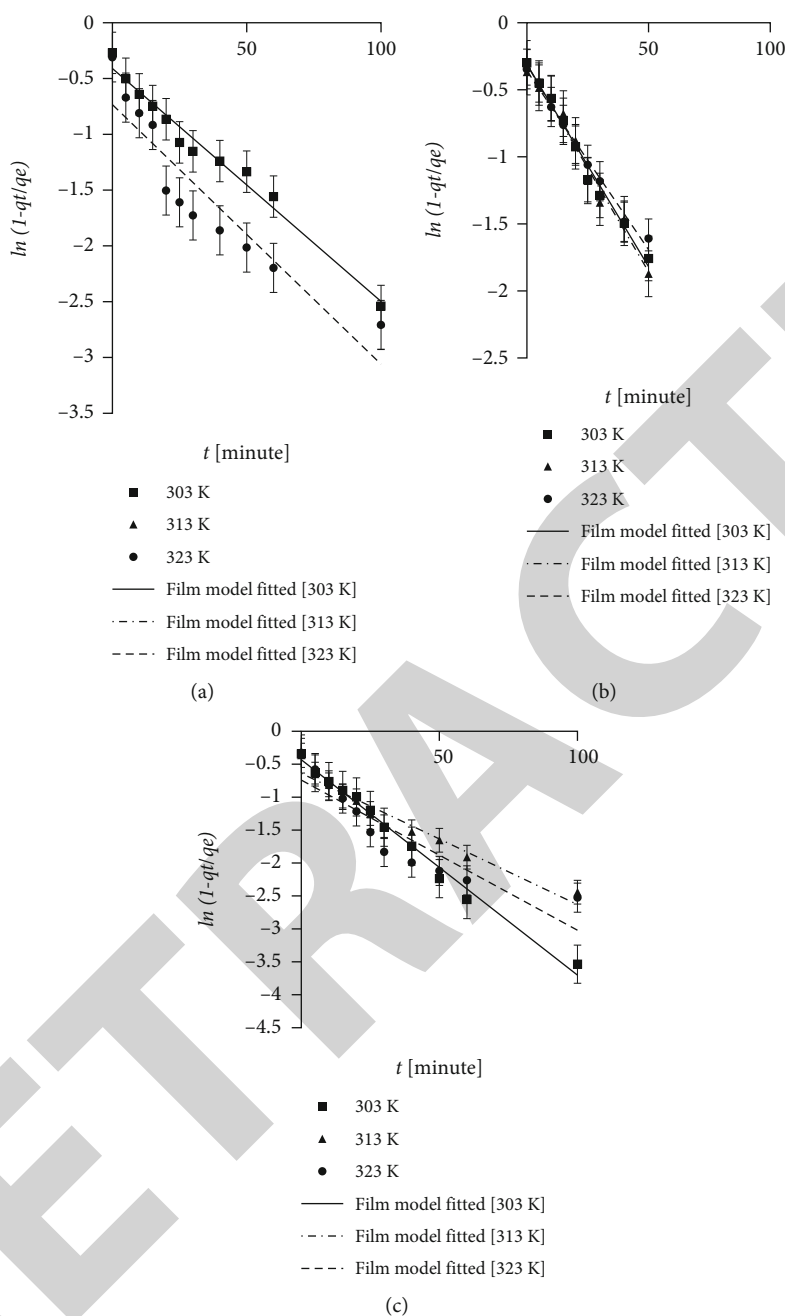 0
50
100
−0.5
−1
−1.5
−2
−2.5
−3
−3.5
ln (1-qt/qe)
t [minute]
303 K
313 K
323 K
Film model fitted [303 K]
Film model fitted [313 K]
Film model fitted [323 K]
(a)
0
50
100
−0.5
−1
−1.5
−2
−2.5
ln (1-qt/qe)
t [minute]
303 K
313 K
323 K
Film model fitted [303 K]
Film model fitted [313 K]
Film model fitted [323 K]
(b)
0
50
100
−0.5
−1
−1.5
−2
−2.5
−3
−3.5
−4
−4.5
ln (1-qt/qe)
t [minute]
303 K
313 K
323 K
Film model fitted [303 K]
Film model fitted [313 K]
Film model fitted [323 K]
(c)
ETRACT